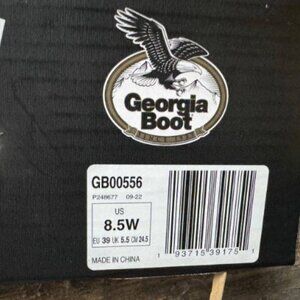 Georgia
Boot
GB00556
P248677 09-22
US
8.5W
EU 39 UK 5.5 CM 24.5
MADE IN CHINA
1 93715 39175 1